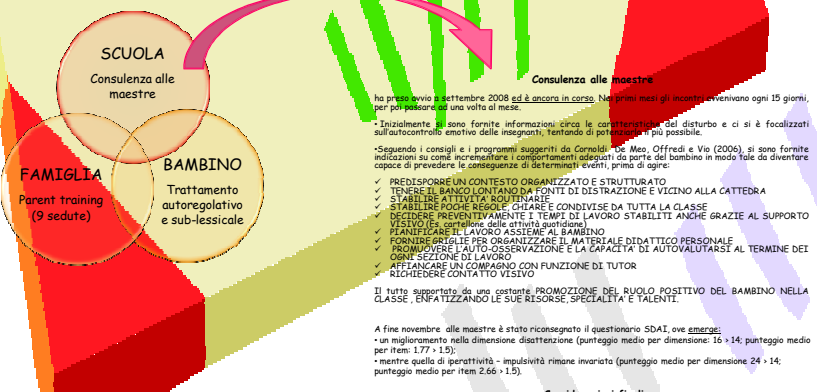 SCUOLA
Consulenza alle
maestre
FAMIGLIA
Parent training
(9 sedute)
BAMBINO
Trattamento
autoregolativo
e sub-lessicale
Consulenza alle maestre
ha preso avvio a settembre 2008 ed è ancora in corso. Nei primi mesi gli incontri avvenivano ogni 15 giorni,
per poi passare ad una volta al mese.
• Inizialmente si sono fornite informazioni circa le caratteristiche del disturbo e ci si è focalizzati
sull'autocontrollo emotivo delle insegnanti, tentando di potenziarla il più possibile.
•Seguendo i consigli e i programmi suggeriti da Cornoldi, De Meo, Offredi e Vio (2006), si sono fornite
indicazioni su come incrementare i comportamenti adeguati da parte del bambino in modo tale da diventare
capace di prevedere le conseguenze di determinati eventi, prima di agire:
✓ PREDISPORRE UN CONTESTO ORGANIZZATO E STRUTTURATO
✓ TENERE IL BANCO LONTANO DA FONTI DI DISTRAZIONE E VICINO ALLA CATTEDRA
✓ STABILIRE ATTIVITA' ROUTINARIE
✓ STABILIRE POCHE REGOLE, CHIARE E CONDIVISE DA TUTTA LA CLASSE
✓ DECIDERE PREVENTIVAMENTE I TEMPI DI LAVORO STABILITI ANCHE GRAZIE AL SUPPORTO
VISIVO (Es. cartellone delle attività quotidiane)
✓ PIANIFICARE IL LAVORO ASSIEME AL BAMBINO
✓ FORNIRE GRIGLIE PER ORGANIZZARE IL MATERIALE DIDATTICO PERSONALE
✓ PROMUOVERE L'AUTO-OSSERVAZIONE E LA CAPACITA' DI AUTOVALUTARSI AL TERMINE DI
OGNI SEZIONE DI LAVORO
✓ AFFIANCARE UN COMPAGNO CON FUNZIONE DI TUTOR
✓ RICHIEDERE CONTATTO VISIVO
Il tutto supportato da una costante PROMOZIONE DEL RUOLO POSITIVO DEL BAMBINO NELLA
CLASSE , ENFATIZZANDO LE SUE RISORSE, SPECIALITA' E TALENTI.
A fine novembre alle maestre è stato riconsegnato il questionario SDAI, ove emerge:
• un miglioramento nella dimensione disattenzione (punteggio medio per dimensione: 16 > 14; punteggio medio
per item: 1.77 > 1.5);
• mentre quella di iperattività – impulsività rimane invariata (punteggio medio per dimensione 24 > 14;
punteggio medio per item 2.66 > 1.5).